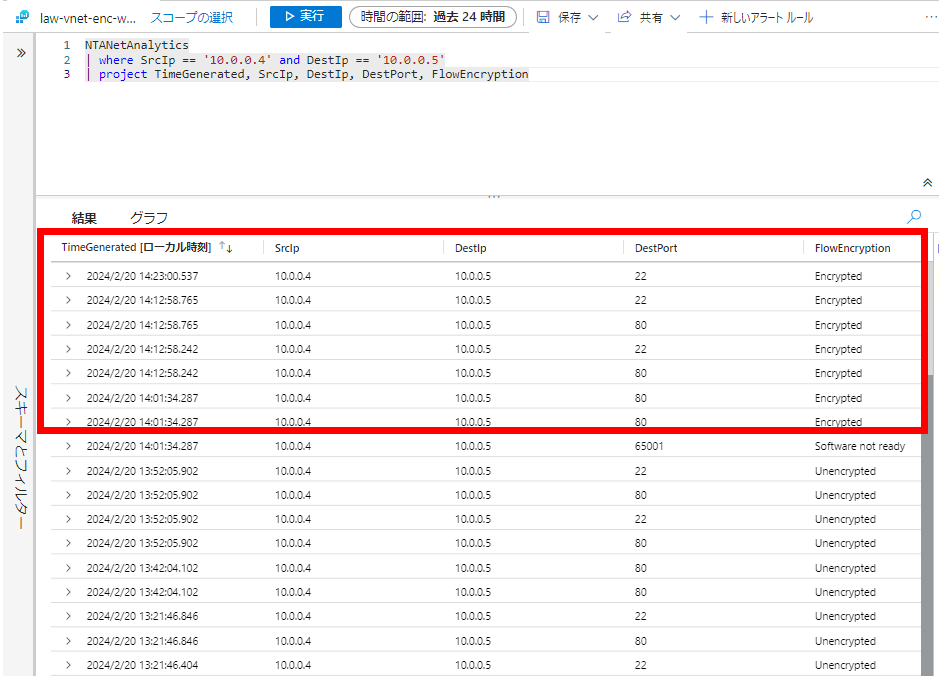 law-vnet-enc-w... スコープの選択 実行 時間の範囲: 過去 24 時間 保存 共有 新しいアラート ルール
1 NTANetAnalytics
2 | where SrcIp == '10.0.0.4' and DestIp == '10.0.0.5'
3 | project TimeGenerated, SrcIp, DestIp, DestPort, FlowEncryption
スキーマとフィルター
結果 グラフ
TimeGenerated [ローカル時刻] SrcIp DestIp DestPort FlowEncryption
2024/2/20 14:23:00.537 10.0.0.4 10.0.0.5 22 Encrypted
2024/2/20 14:12:58.765 10.0.0.4 10.0.0.5 22 Encrypted
2024/2/20 14:12:58.765 10.0.0.4 10.0.0.5 80 Encrypted
2024/2/20 14:12:58.242 10.0.0.4 10.0.0.5 22 Encrypted
2024/2/20 14:12:58.242 10.0.0.4 10.0.0.5 80 Encrypted
2024/2/20 14:01:34.287 10.0.0.4 10.0.0.5 80 Encrypted
2024/2/20 14:01:34.287 10.0.0.4 10.0.0.5 80 Encrypted
2024/2/20 14:01:34.287 10.0.0.4 10.0.0.5 65001 Software not ready
2024/2/20 13:52:05.902 10.0.0.4 10.0.0.5 22 Unencrypted
2024/2/20 13:52:05.902 10.0.0.4 10.0.0.5 80 Unencrypted
2024/2/20 13:52:05.902 10.0.0.4 10.0.0.5 22 Unencrypted
2024/2/20 13:52:05.902 10.0.0.4 10.0.0.5 80 Unencrypted
2024/2/20 13:42:04.102 10.0.0.4 10.0.0.5 80 Unencrypted
2024/2/20 13:42:04.102 10.0.0.4 10.0.0.5 80 Unencrypted
2024/2/20 13:21:46.846 10.0.0.4 10.0.0.5 22 Unencrypted
2024/2/20 13:21:46.846 10.0.0.4 10.0.0.5 80 Unencrypted
2024/2/20 13:21:46.404 10.0.0.4 10.0.0.5 22 Unencrypted